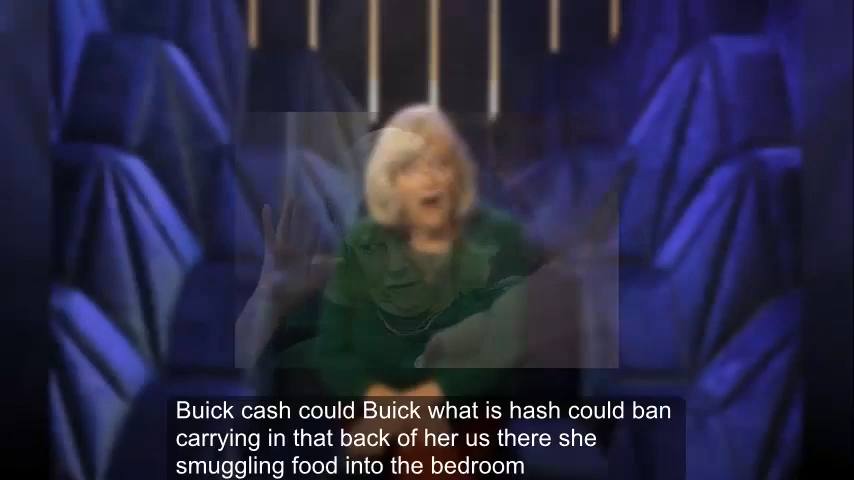 Buick cash could Buick what is hash could ban
carrying in that back of her us there she
smuggling food into the bedroom